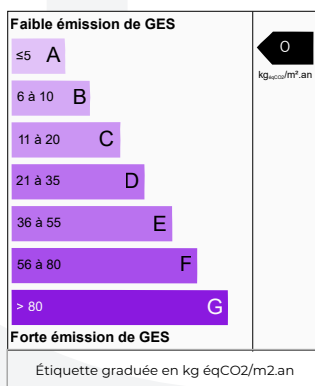 Faible émission de GES
≤5 A
0
kgéqCO2/m².an
6 à 10 B
11 à 20 C
21 à 35 D
36 à 55 E
56 à 80 F
> 80 G
Forte émission de GES
Étiquette graduée en kg éqCO2/m2.an